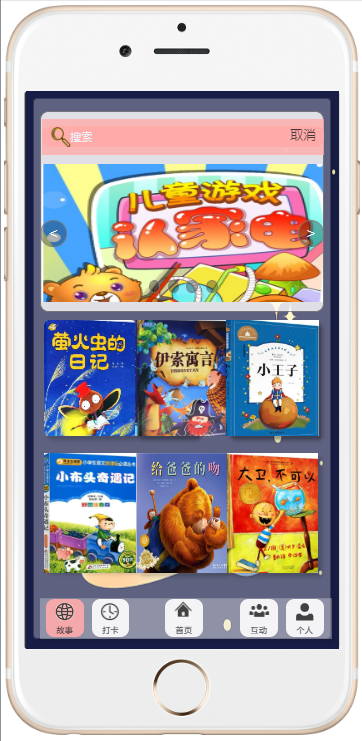 搜索
取消
儿童游戏
认家电
<
>
萤火虫的
日记
伊索寓言
小王子
小布头奇遇记
给爸爸的吻
大卫,不可以
故事
打卡
首页
互动
个人